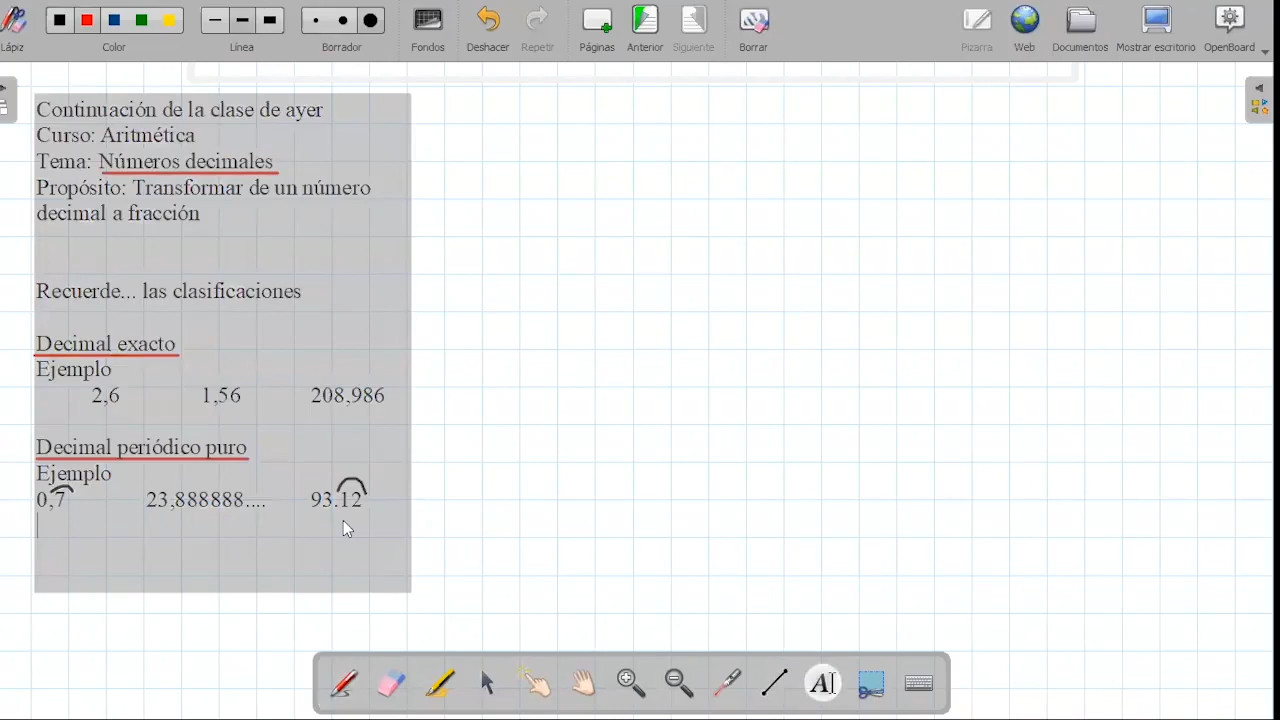 Lápiz
Color
Línea
Borrador
Fondos
Deshacer
Repetir
Páginas
Anterior
Siguiente
Borrar
Pizarra
Web
Documentos
Mostrar escritorio
OpenBoard
Continuación de la clase de ayer
Curso: Aritmética
Tema: Números decimales
Propósito: Transformar de un número
decimal a fracción
Recuerde... las clasificaciones
Decimal exacto
Ejemplo
2,6 1,56 208,986
Decimal periódico puro
Ejemplo
0,7 23,888888.... 93.12
A